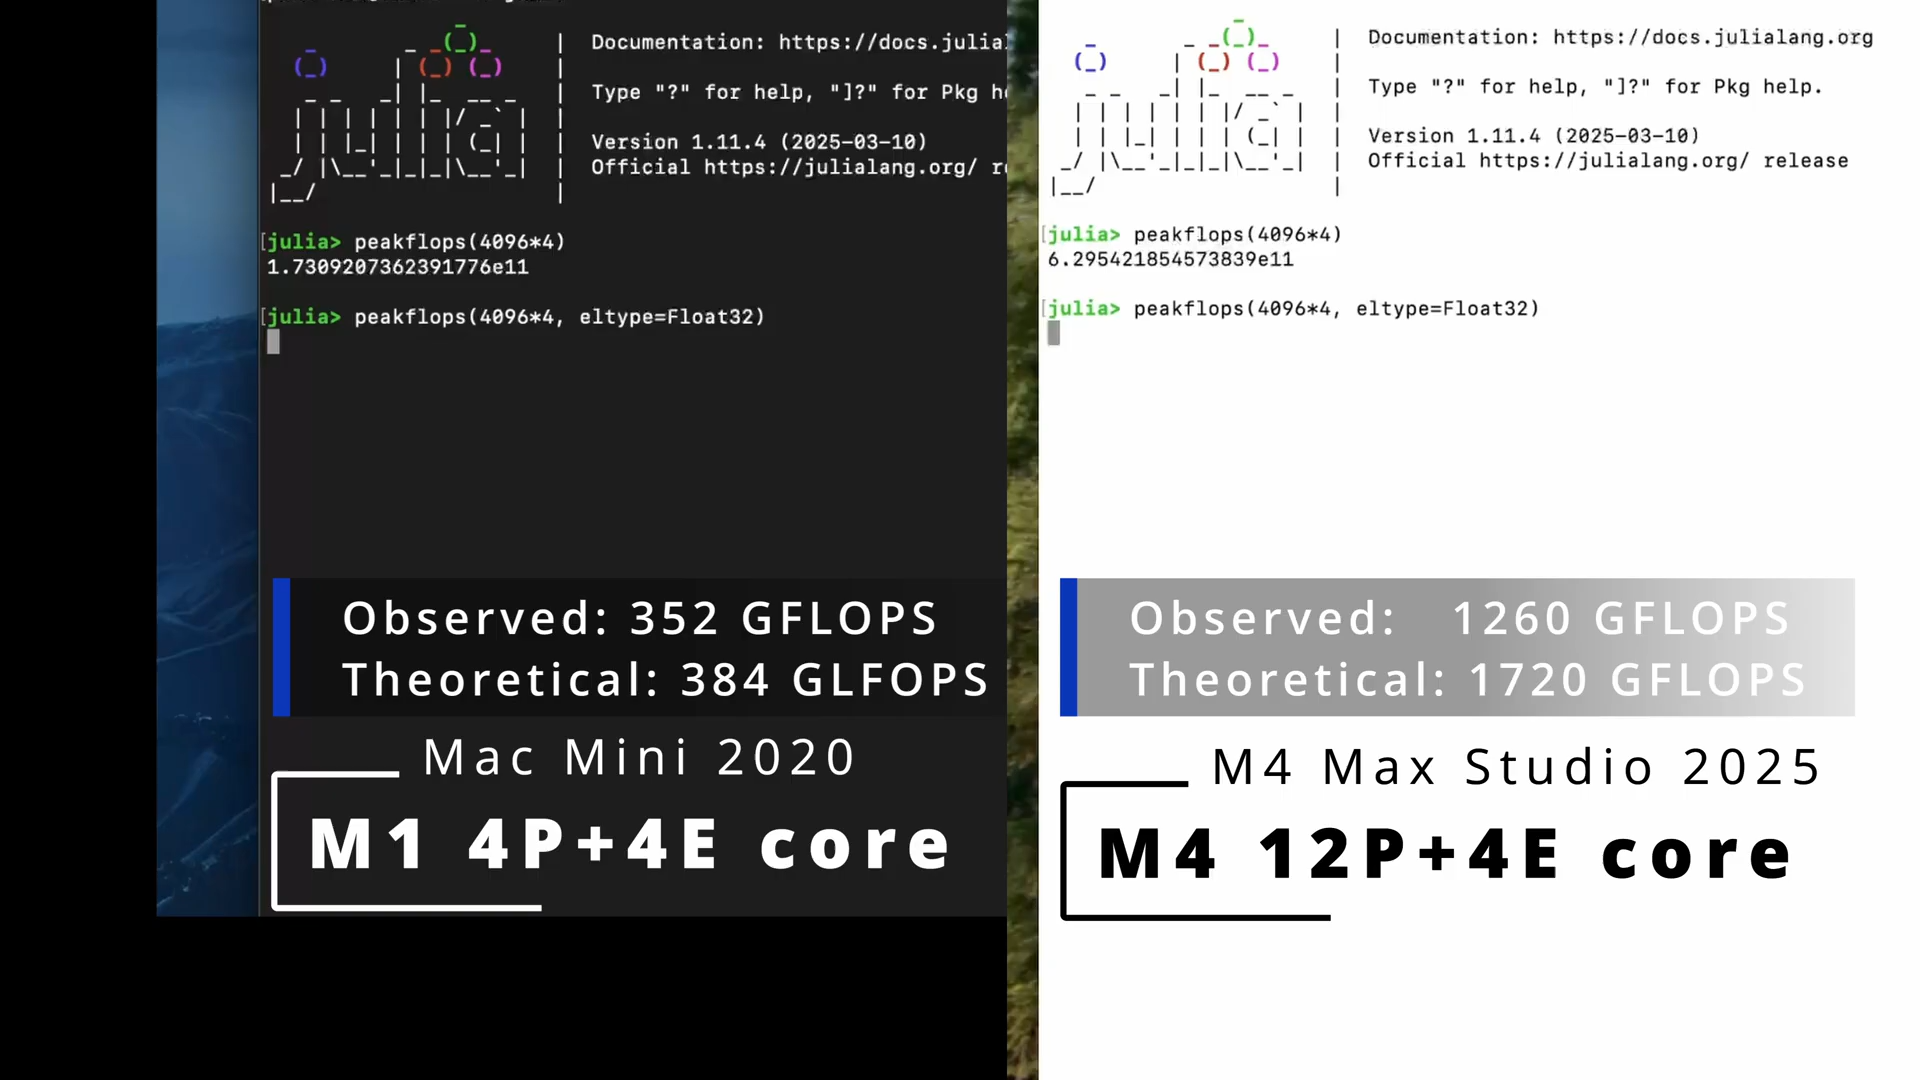 Documentation: https://docs.julia
Type "?" for help, "]?" for Pkg h
Version 1.11.4 (2025-03-10)
Official https://julialang.org/ r
julia> peakflops(4096*4)
1.7309207362391776e11
julia> peakflops(4096*4, eltype=Float32)
Observed: 352 GFLOPS
Theoretical: 384 GLFOPS
Mac Mini 2020
M1 4P+4E core
Documentation: https://docs.julialang.org
Type "?" for help, "]?" for Pkg help.
Version 1.11.4 (2025-03-10)
Official https://julialang.org/ release
julia> peakflops(4096*4)
6.295421854573839e11
julia> peakflops(4096*4, eltype=Float32)
Observed: 1260 GFLOPS
Theoretical: 1720 GFLOPS
M4 Max Studio 2025
M4 12P+4E core